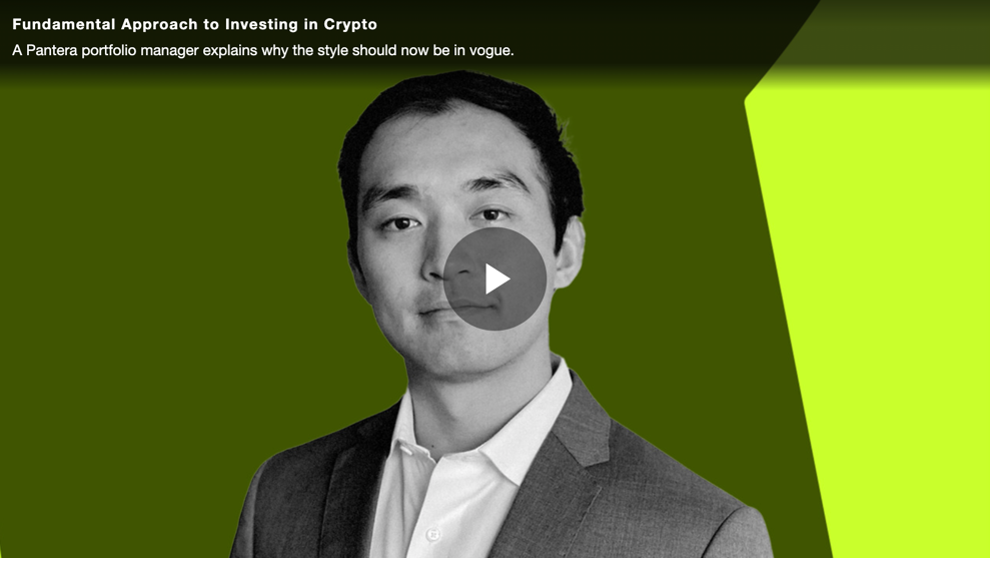 Fundamental Approach to Investing in Crypto
A Pantera portfolio manager explains why the style should now be in vogue.